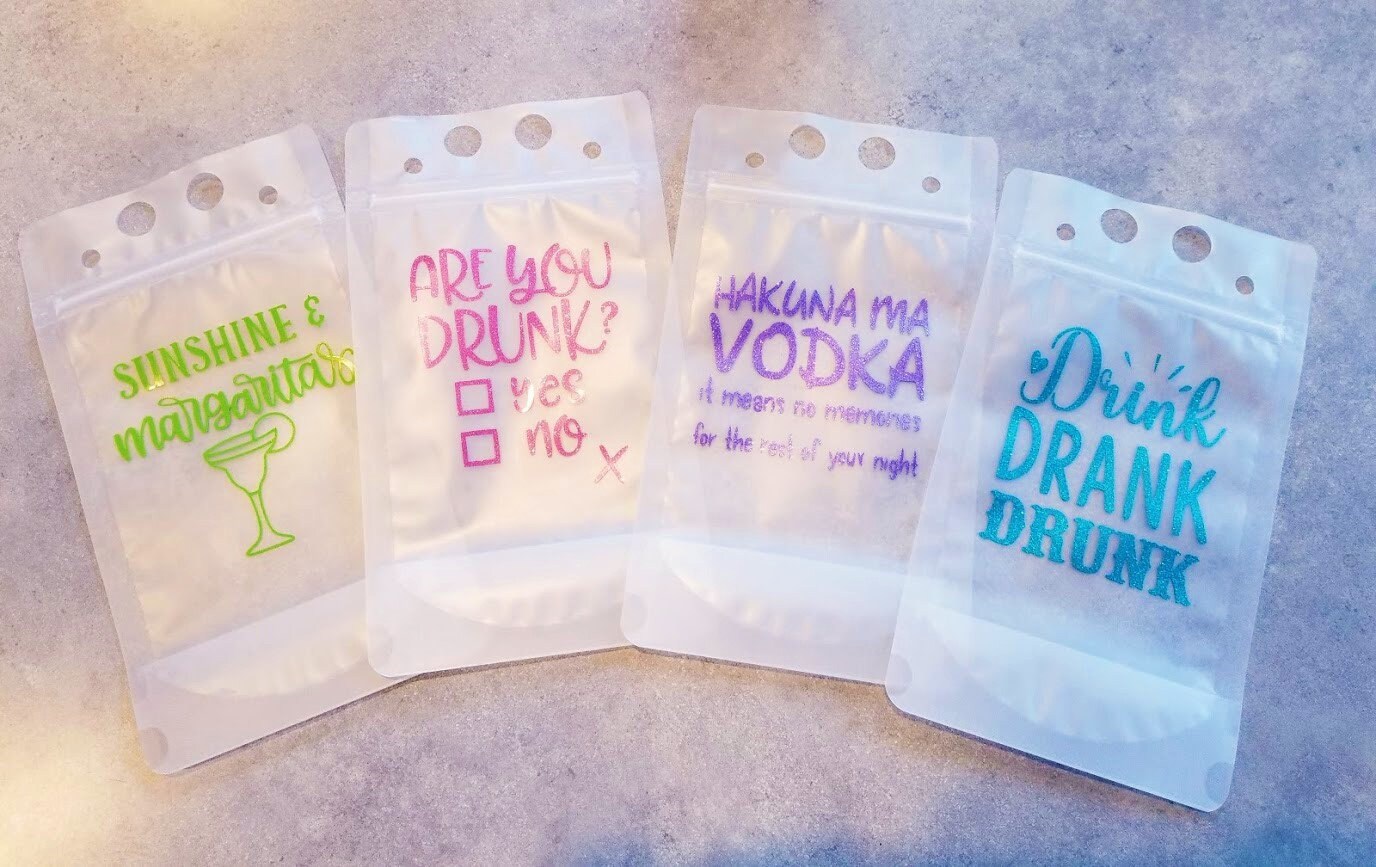 SUNSHINE &
margaritas
ARE YOU
DRUNK?
yes
no
X
HAKUNA MA
VODKA
it means no memories
for the rest of your night
Drink
DRANK
DRUNK